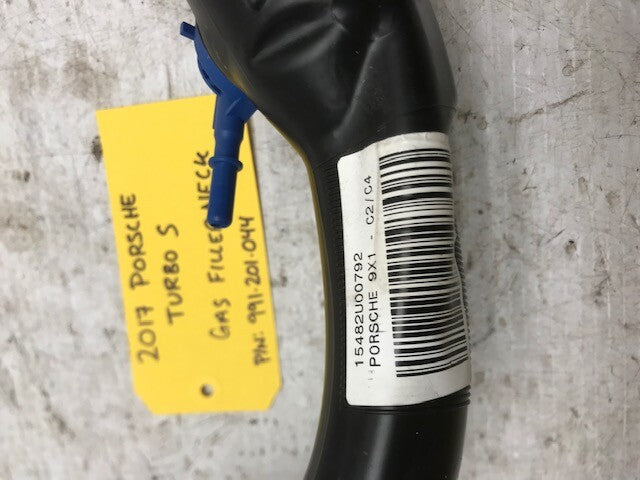 2017 PORSCHE
TURBO S
GAS FILLER NECK
P/N: 991-201-044
15482U00792
PORSCHE 9X1 - C2/C4